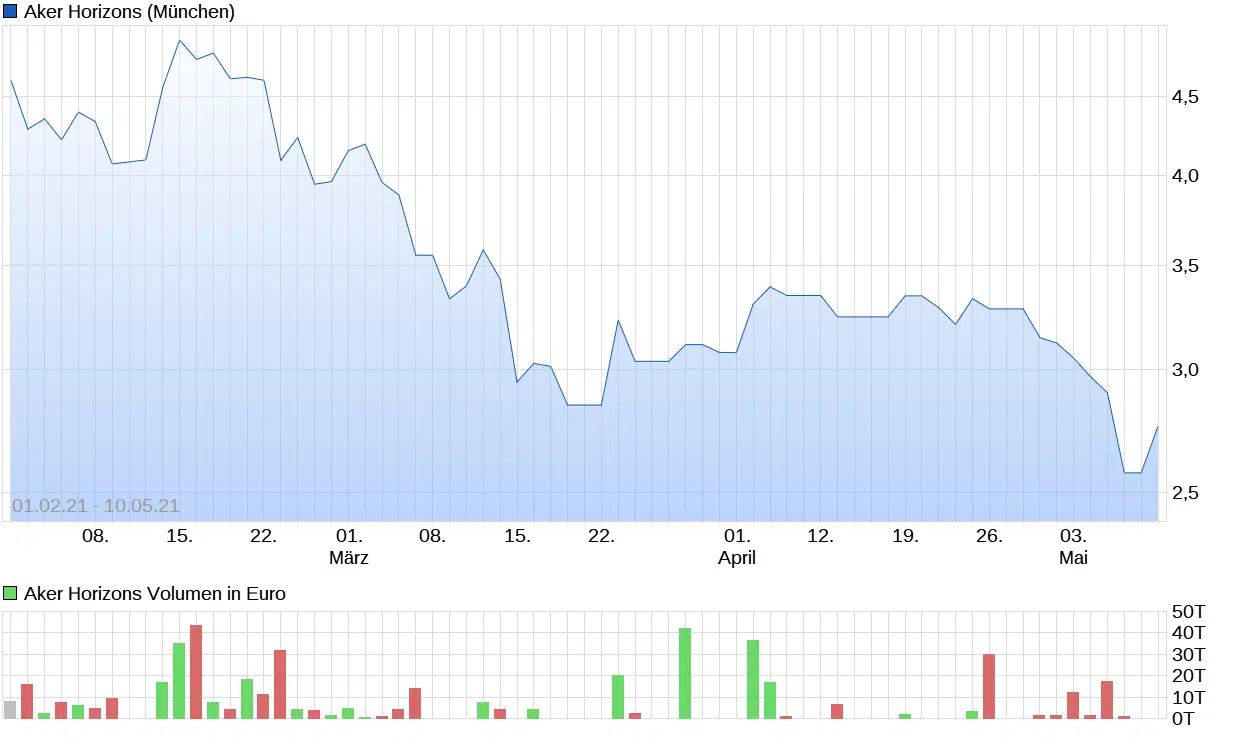 Aker Horizons (München)
4,5
4,0
3,5
3,0
2,5
01.02.21 - 10.05.21
08. 15. 22. 01. 08. 15. 22. 01. 12. 19. 26. 03.
März April Mai
Aker Horizons Volumen in Euro
50T
40T
30T
20T
10T
0T